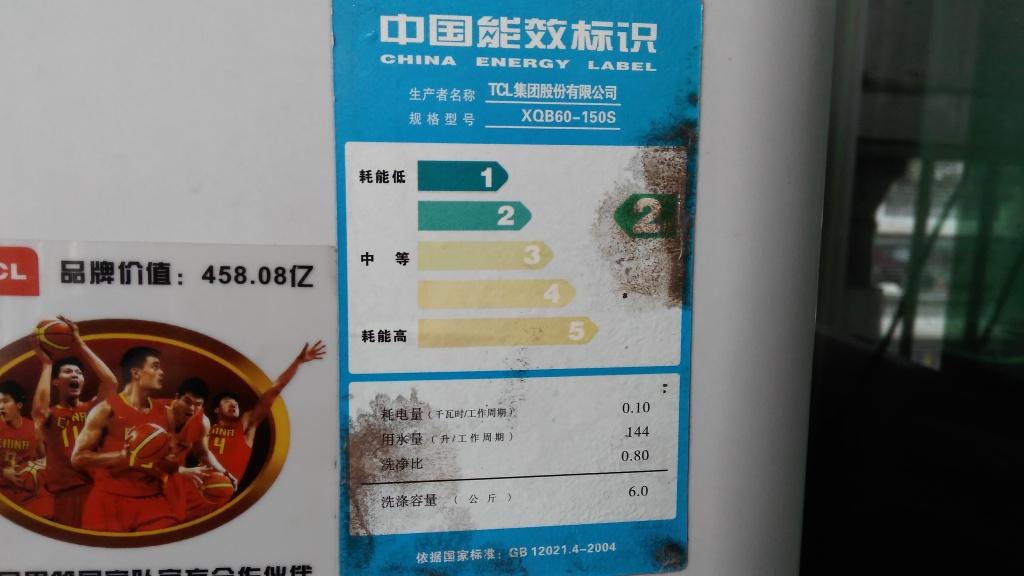 中国能效标识
CHINA ENERGY LABEL
生产者名称 TCL集团股份有限公司
规格型号 XQB60-150S
耗能低 1
2 2
中等 3
4
耗能高 5
耗电量（千瓦时/工作周期） 0.10
用水量（升/工作周期） 144
洗净比 0.80
洗涤容量（公斤） 6.0
依据国家标准：GB 12021.4-2004
CL 品牌价值：458.08亿
CHINA
11
CHINA
4